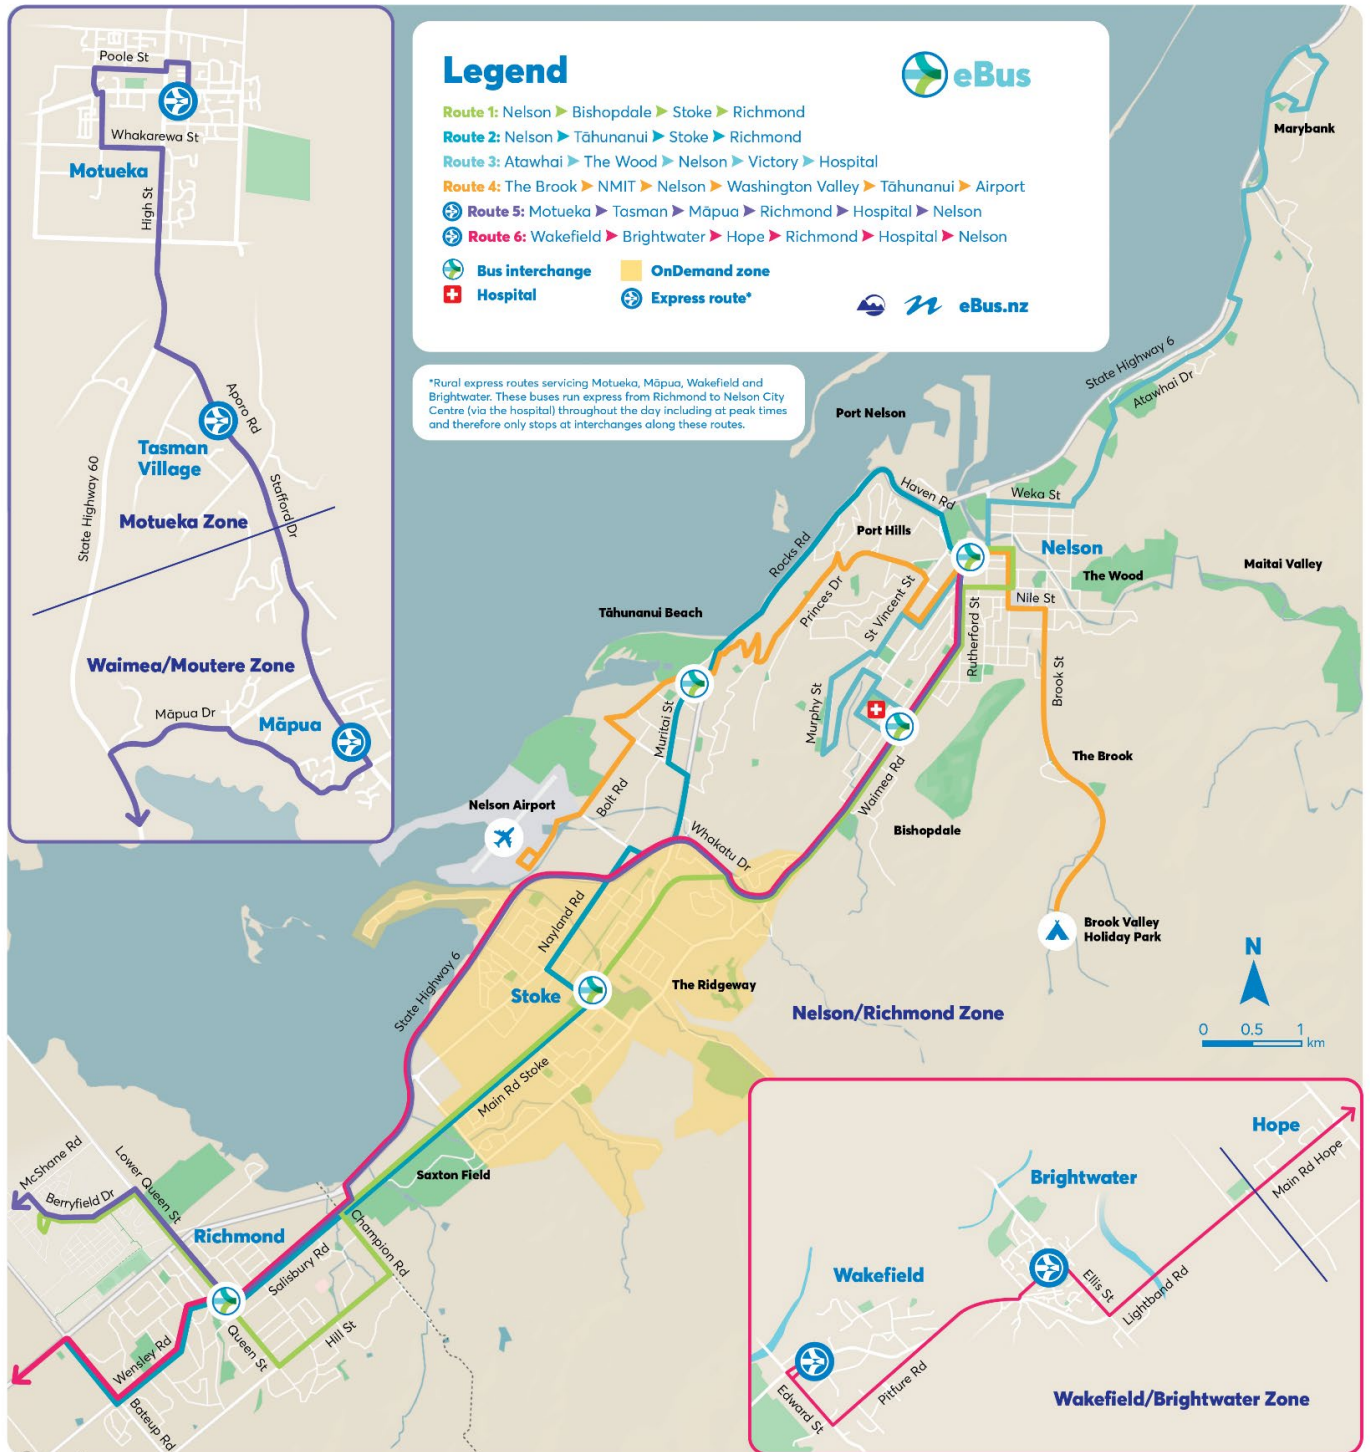 Legend
eBus
Route 1: Nelson ➤ Bishopdale ➤ Stoke ➤ Richmond
Route 2: Nelson ➤ Tāhunanui ➤ Stoke ➤ Richmond
Route 3: Atawhai ➤ The Wood ➤ Nelson ➤ Victory ➤ Hospital
Route 4: The Brook ➤ NMIT ➤ Nelson ➤ Washington Valley ➤ Tāhunanui ➤ Airport
Route 5: Motueka ➤ Tasman ➤ Māpua ➤ Richmond ➤ Hospital ➤ Nelson
Route 6: Wakefield ➤ Brightwater ➤ Hope ➤ Richmond ➤ Hospital ➤ Nelson
Bus interchange
OnDemand zone
Hospital
Express route*
eBus.nz
*Rural express routes servicing Motueka, Māpua, Wakefield and
Brightwater. These buses run express from Richmond to Nelson City
Centre (via the hospital) throughout the day including at peak times
and therefore only stops at interchanges along these routes.
Poole St
Whakarewa St
Motueka
High St
Aporo Rd
Tasman
Village
State Highway 60
Stafford Dr
Motueka Zone
Waimea/Moutere Zone
Māpua Dr
Māpua
Marybank
State Highway 6
Atawhai Dr
Port Nelson
Haven Rd
Weka St
Port Hills
Nelson
Rocks Rd
The Wood
Maitai Valley
Princes Dr
St Vincent St
Nile St
Tāhunanui Beach
Rutherford St
Brook St
Muritai St
Murphy St
The Brook
Waimea Rd
Bolt Rd
Nelson Airport
Whakatu Dr
Bishopdale
Nayland Rd
Brook Valley
Holiday Park
N
State Highway 6
The Ridgeway
Stoke
Nelson/Richmond Zone
0 0.5 1
km
Main Rd Stoke
McShane Rd
Lower Queen St
Berryfield Dr
Saxton Field
Richmond
Champion Rd
Salisbury Rd
Hill St
Queen St
Wensley Rd
Bateup Rd
Hope
Main Rd Hope
Brightwater
Wakefield
Ellis St
Lightband Rd
Pitfure Rd
Edward St
Wakefield/Brightwater Zone